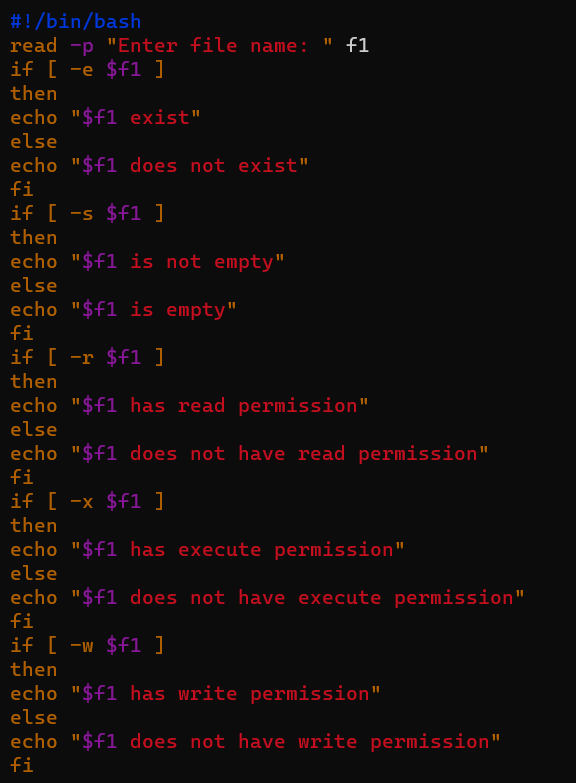 #!/bin/bash
read -p "Enter file name: " f1
if [ -e $f1 ]
then
echo "$f1 exist"
else
echo "$f1 does not exist"
fi
if [ -s $f1 ]
then
echo "$f1 is not empty"
else
echo "$f1 is empty"
fi
if [ -r $f1 ]
then
echo "$f1 has read permission"
else
echo "$f1 does not have read permission"
fi
if [ -x $f1 ]
then
echo "$f1 has execute permission"
else
echo "$f1 does not have execute permission"
fi
if [ -w $f1 ]
then
echo "$f1 has write permission"
else
echo "$f1 does not have write permission"
fi